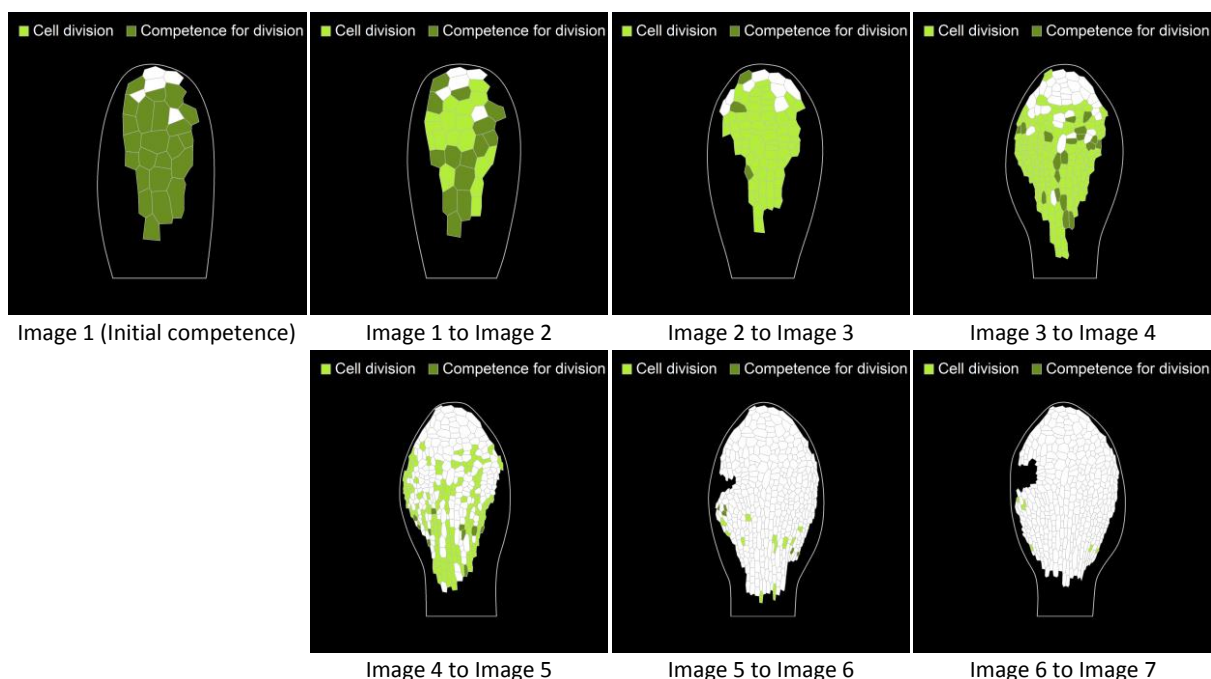 Cell division Competence for division
Cell division Competence for division
Cell division Competence for division
Cell division Competence for division
Image 1 (Initial competence)
Image 1 to Image 2
Image 2 to Image 3
Image 3 to Image 4
Cell division Competence for division
Cell division Competence for division
Cell division Competence for division
Image 4 to Image 5
Image 5 to Image 6
Image 6 to Image 7